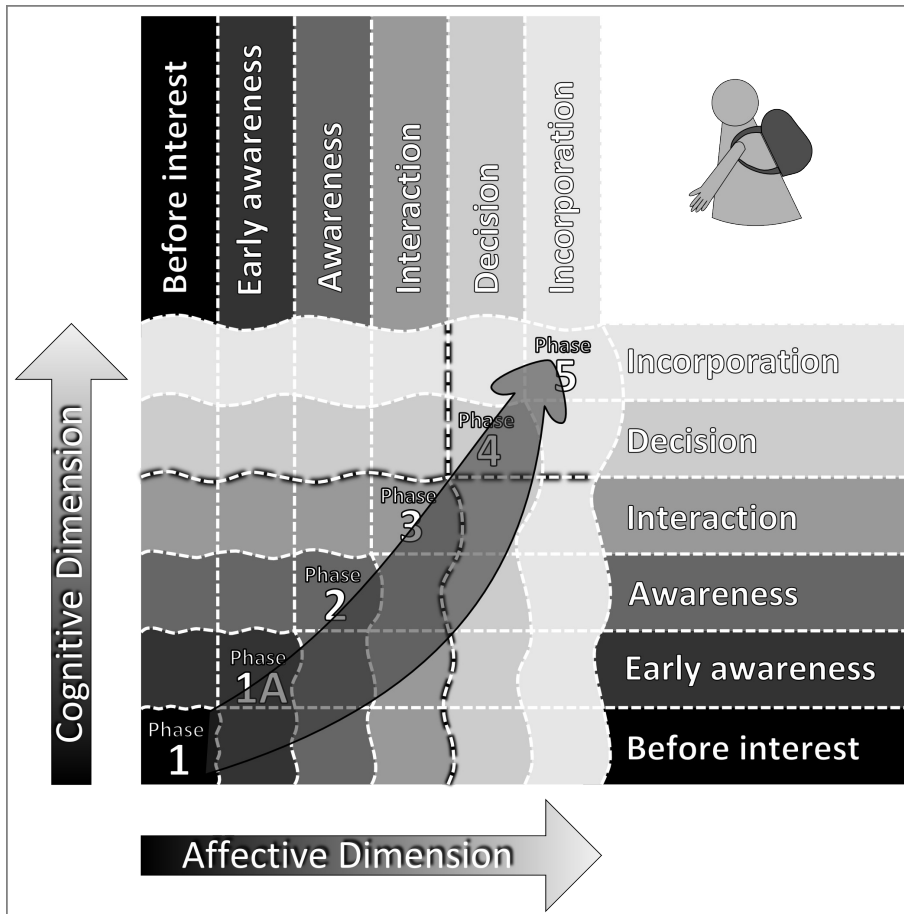 Before interest
Early awareness
Awareness
Interaction
Decision
Incorporation
Phase
5
Incorporation
Phase
4
Decision
Phase
3
Interaction
Phase
2
Awareness
Phase
1A
Early awareness
Phase
1
Before interest
Cognitive Dimension
Affective Dimension